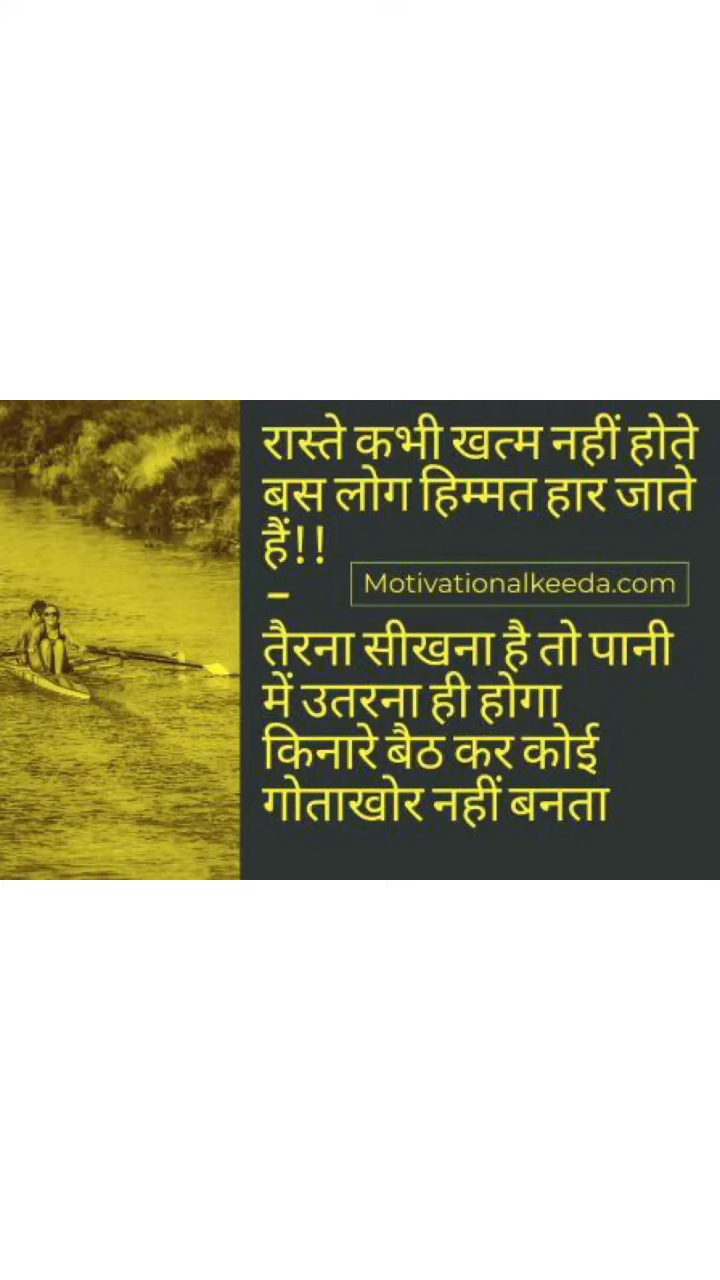 रास्ते कभी खत्म नहीं होते
बस लोग हिम्मत हार जाते
हैं!!
Motivationalkeeda.com
–
तैरना सीखना है तो पानी
में उतरना ही होगा
किनारे बैठ कर कोई
गोताखोर नहीं बनता